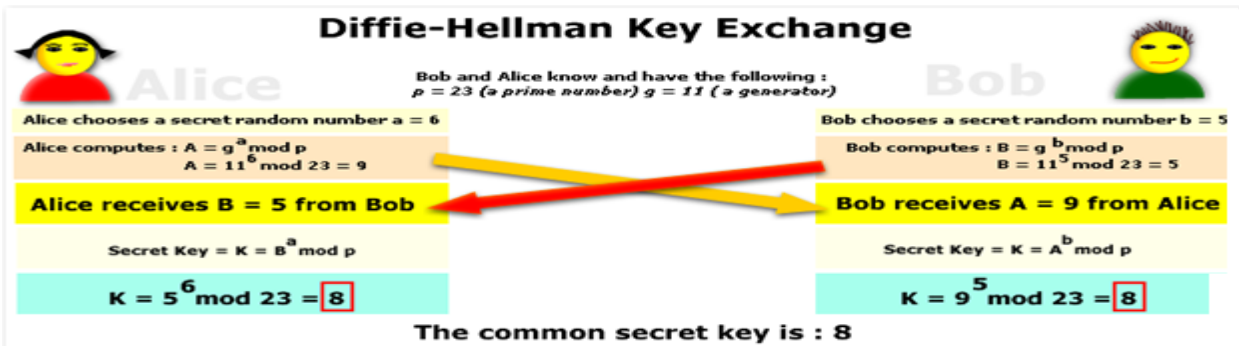 Diffie-Hellman Key Exchange
Alice
Bob
Bob and Alice know and have the following :
p = 23 (a prime number) g = 11 ( a generator)
Alice chooses a secret random number a = 6
Alice computes : A = g^a mod p
A = 11^6 mod 23 = 9
Alice receives B = 5 from Bob
Secret Key = K = B^a mod p
K = 5^6 mod 23 = 8
Bob chooses a secret random number b = 5
Bob computes : B = g^b mod p
B = 11^5 mod 23 = 5
Bob receives A = 9 from Alice
Secret Key = K = A^b mod p
K = 9^5 mod 23 = 8
The common secret key is : 8